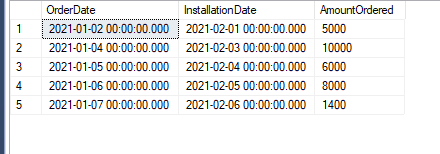 OrderDate InstallationDate AmountOrdered
1 2021-01-02 00:00:00.000 2021-02-01 00:00:00.000 5000
2 2021-01-04 00:00:00.000 2021-02-03 00:00:00.000 10000
3 2021-01-05 00:00:00.000 2021-02-04 00:00:00.000 6000
4 2021-01-06 00:00:00.000 2021-02-05 00:00:00.000 8000
5 2021-01-07 00:00:00.000 2021-02-06 00:00:00.000 1400